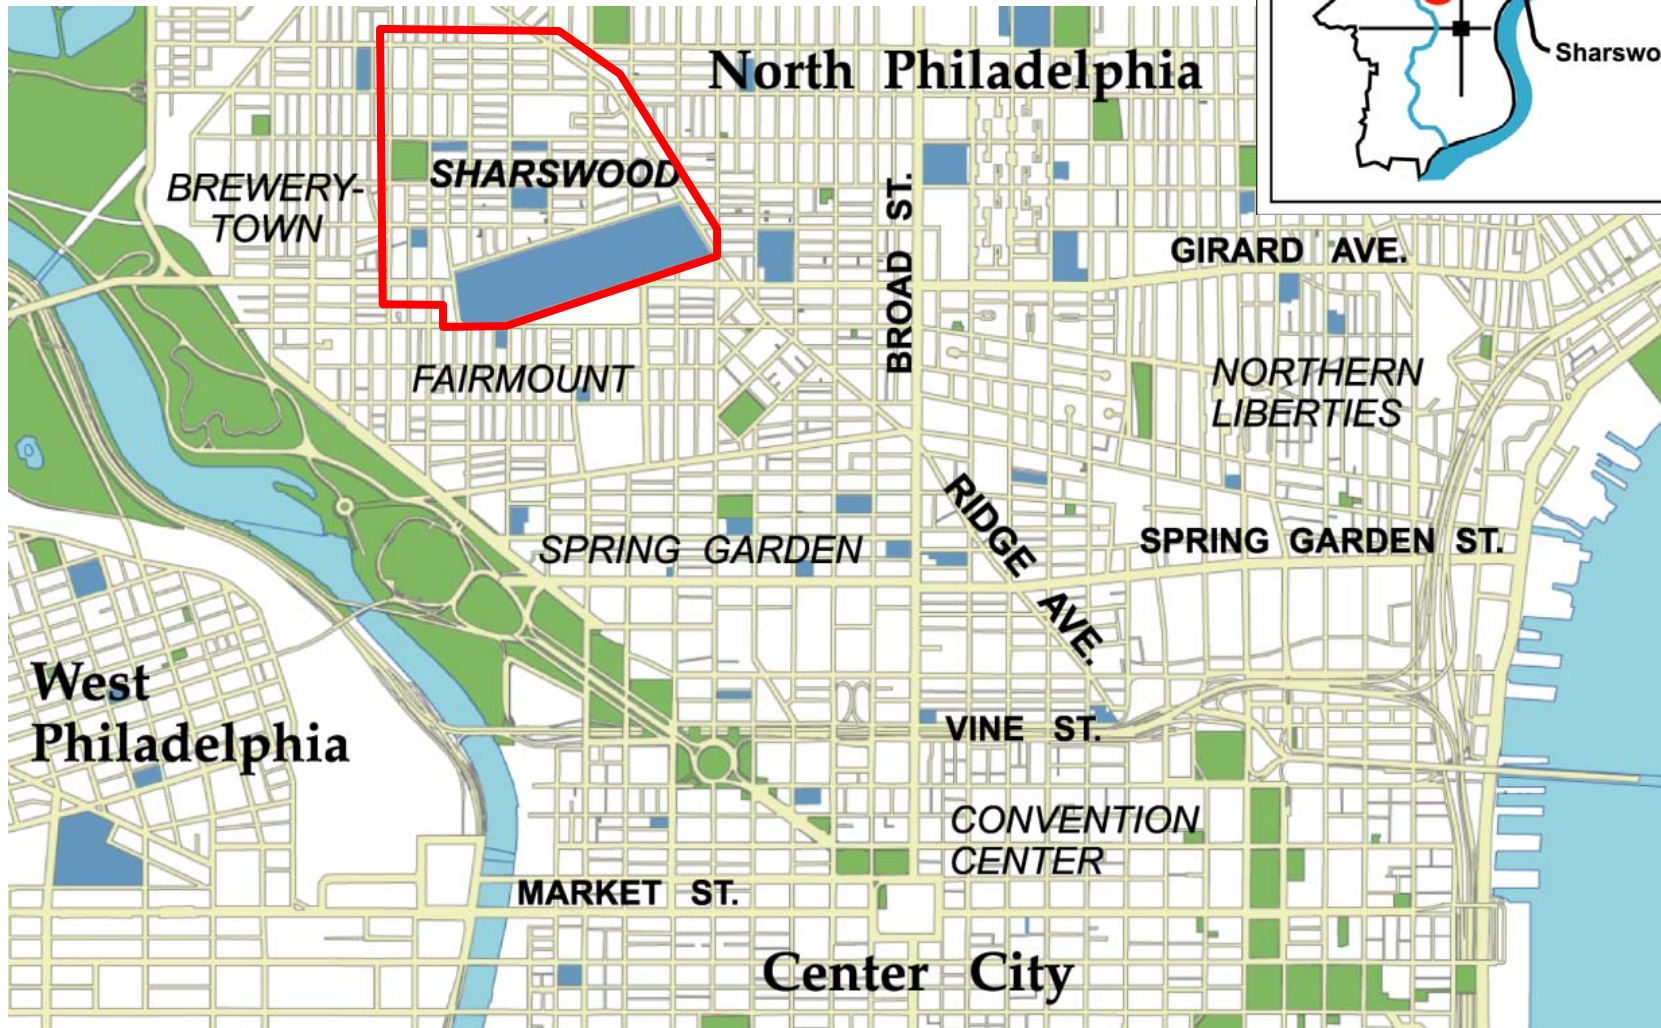 Sharswo
North Philadelphia
SHARSWOOD
BREWERY-
TOWN
BROAD ST.
GIRARD AVE.
FAIRMOUNT
NORTHERN
LIBERTIES
RIDGE AVE.
SPRING GARDEN
SPRING GARDEN ST.
West
Philadelphia
VINE ST.
CONVENTION
CENTER
MARKET ST.
Center City